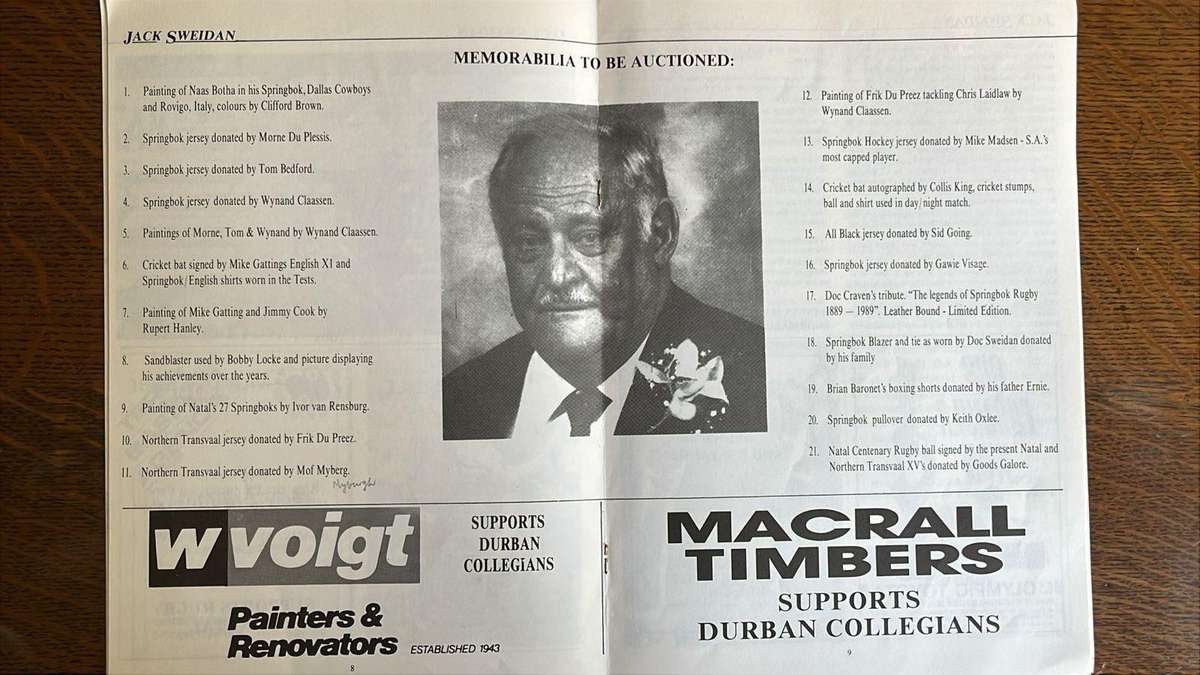 JACK SWEIDAN
MEMORABILIA TO BE AUCTIONED:
1. Painting of Naas Botha in his Springbok, Dallas Cowboys
and Rovigo, Italy, colours by Clifford Brown.
2. Springbok jersey donated by Morne Du Plessis.
3. Springbok jersey donated by Tom Bedford.
4. Springbok jersey donated by Wynand Claassen.
5. Paintings of Morne, Tom & Wynand by Wynand Claassen.
6. Cricket bat signed by Mike Gattings English XI and
Springbok/English shirts worn in the Tests.
7. Painting of Mike Gatting and Jimmy Cook by
Rupert Hanley.
8. Sandblaster used by Bobby Locke and picture displaying
his achievements over the years.
9. Painting of Natal's 27 Springboks by Ivor van Rensburg.
10. Northern Transvaal jersey donated by Frik Du Preez.
11. Northern Transvaal jersey donated by Mof Myberg.
Myburgh
12. Painting of Frik Du Preez tackling Chris Laidlaw by
Wynand Claassen.
13. Springbok Hockey jersey donated by Mike Madsen - S.A.'s
most capped player.
14. Cricket bat autographed by Collis King, cricket stumps,
ball and shirt used in day/night match.
15. All Black jersey donated by Sid Going.
16. Springbok jersey donated by Gawie Visage.
17. Doc Craven's tribute. "The legends of Springbok Rugby
1889 — 1989". Leather Bound - Limited Edition.
18. Springbok Blazer and tie as worn by Doc Sweidan donated
by his family
19. Brian Baronet's boxing shorts donated by his father Ernie.
20. Springbok pullover donated by Keith Oxlee.
21. Natal Centenary Rugby ball signed by the present Natal and
Northern Transvaal XV's donated by Goods Galore.
w voigt
Painters &
Renovators ESTABLISHED 1943
SUPPORTS
DURBAN
COLLEGIANS
8
MACRALL
TIMBERS
SUPPORTS
DURBAN COLLEGIANS
9